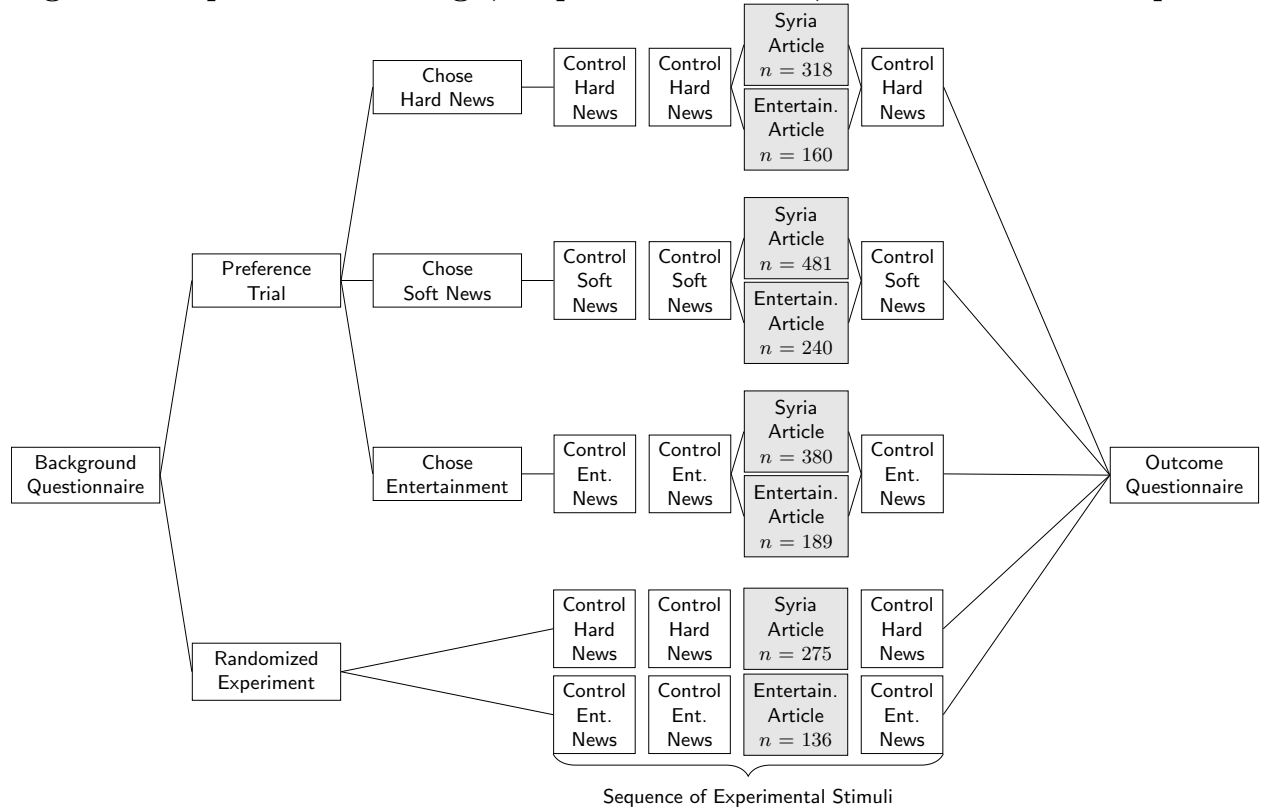 Syria
Article
n = 318
Control
Hard
News
Control
Hard
News
Control
Hard
News
Chose
Hard News
Entertain.
Article
n = 160
Syria
Article
n = 481
Preference
Trial
Chose
Soft News
Control
Soft
News
Control
Soft
News
Control
Soft
News
Entertain.
Article
n = 240
Syria
Article
n = 380
Background
Questionnaire
Chose
Entertainment
Control
Ent.
News
Control
Ent.
News
Control
Ent.
News
Outcome
Questionnaire
Entertain.
Article
n = 189
Randomized
Experiment
Control
Hard
News
Control
Hard
News
Syria
Article
n = 275
Control
Hard
News
Control
Ent.
News
Control
Ent.
News
Entertain.
Article
n = 136
Control
Ent.
News
Sequence of Experimental Stimuli